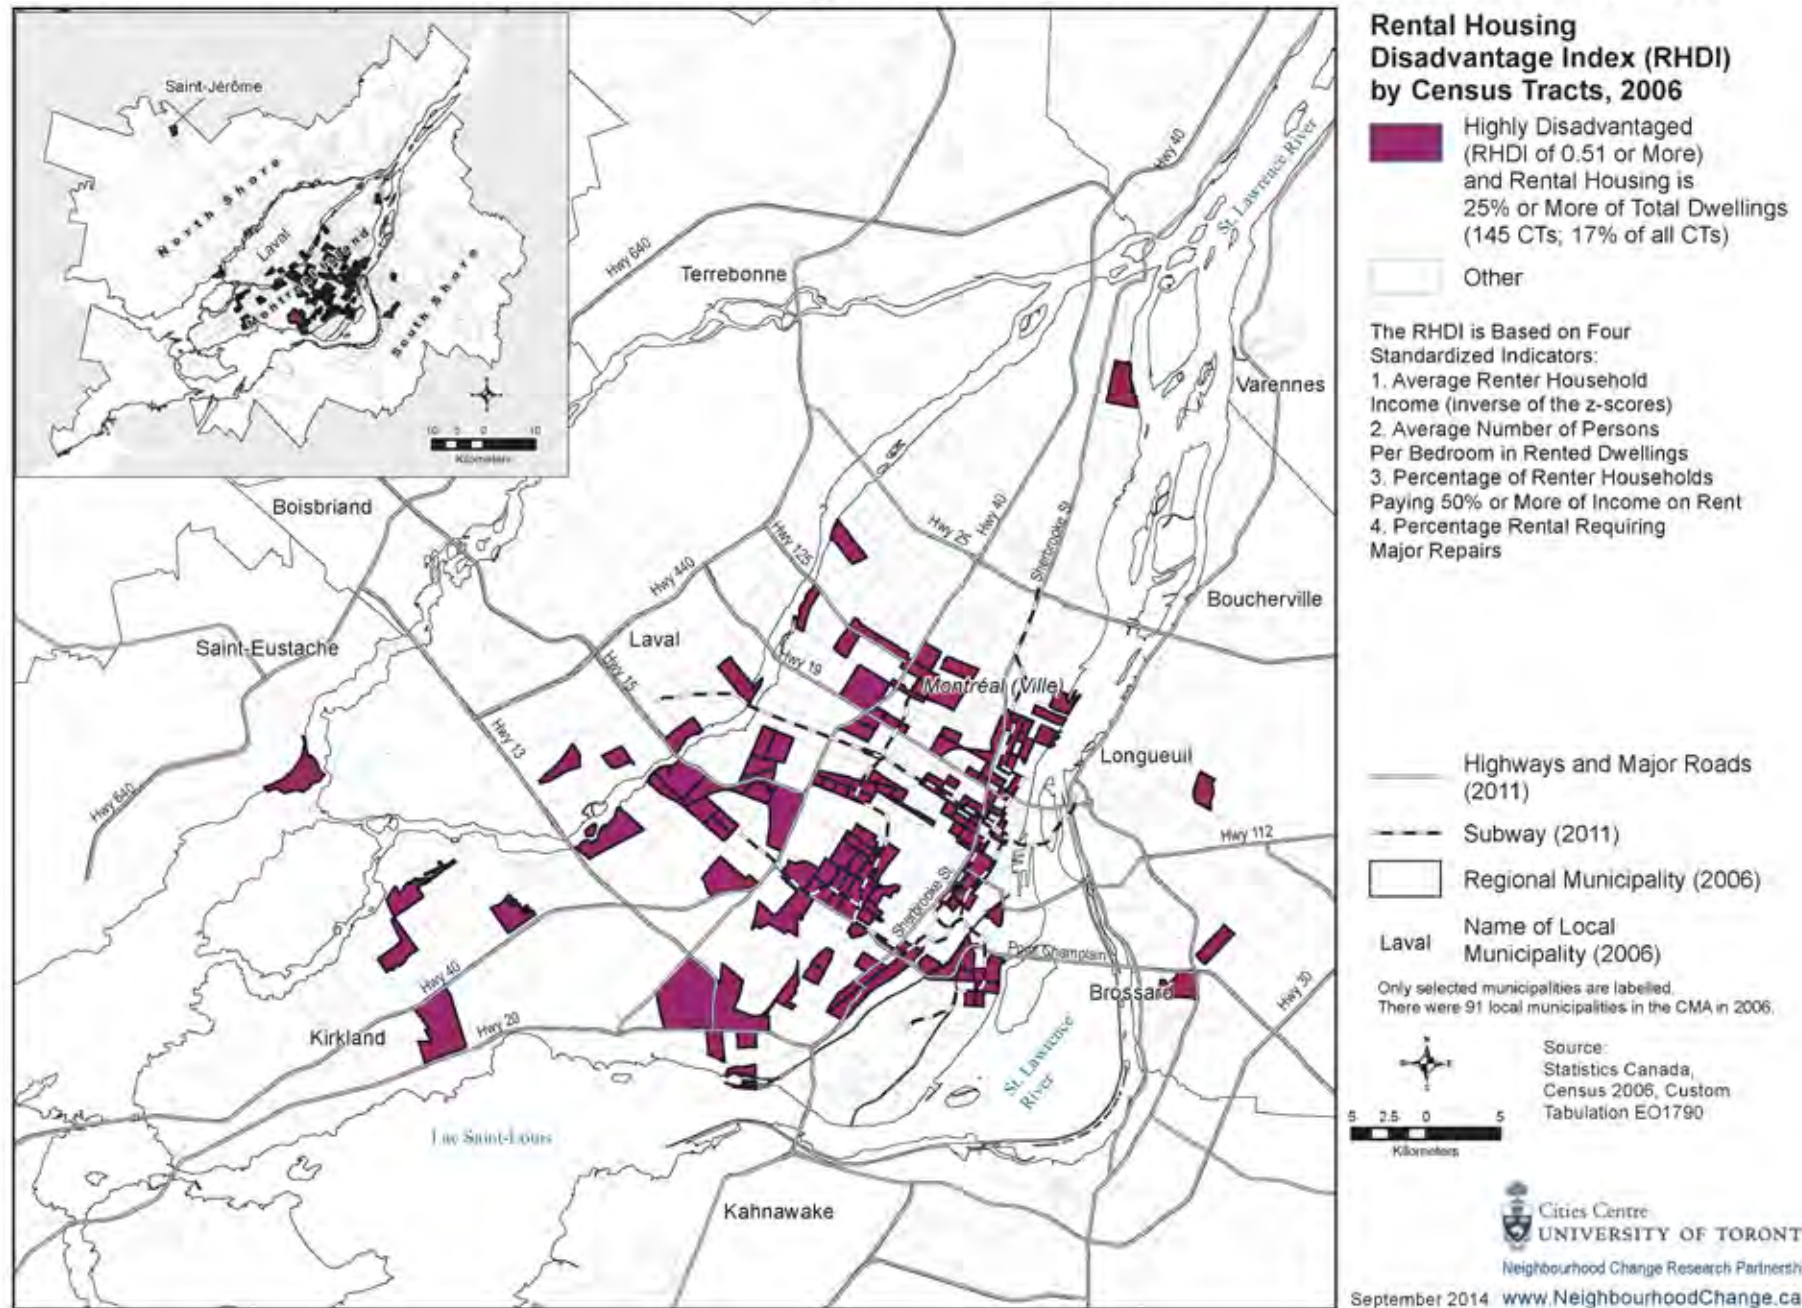 Rental Housing
Disadvantage Index (RHDI)
by Census Tracts, 2006
Highly Disadvantaged
(RHDI of 0.51 or More)
and Rental Housing is
25% or More of Total Dwellings
(145 CTs; 17% of all CTs)
Other
The RHDI is Based on Four
Standardized Indicators:
1. Average Renter Household
Income (inverse of the z-scores)
2. Average Number of Persons
Per Bedroom in Rented Dwellings
3. Percentage of Renter Households
Paying 50% or More of Income on Rent
4. Percentage Rental Requiring
Major Repairs
Highways and Major Roads
(2011)
Subway (2011)
Regional Municipality (2006)
Laval
Name of Local
Municipality (2006)
Only selected municipalities are labelled.
There were 91 local municipalities in the CMA in 2006.
Source:
Statistics Canada,
Census 2006, Custom
Tabulation EO1790
5 2.5 0 5
Kilometers
Cities Centre
UNIVERSITY OF TORONT
Neighbourhood Change Research Partnersh
September 2014 www.NeighbourhoodChange.ca
Saint-Jérôme
North Shore
Laval
South Shore
10 5 0 10
Kilometers
Hwy 40
St. Lawrence River
Hwy 640
Terrebonne
Varennes
Boisbriand
Hwy 125
Hwy 25
Hwy 40
Sherbrooke St
Hwy 440
Boucherville
Saint-Eustache
Laval
Hwy 15
Hwy 19
Montréal (Ville)
Hwy 13
Longueuil
Hwy 640
Hwy 112
Sherbrooke St
Hwy 40
Pont Champlain
Brossard
Hwy 30
Kirkland
Hwy 20
St. Lawrence
River
Lac Saint-Louis
Kahnawake